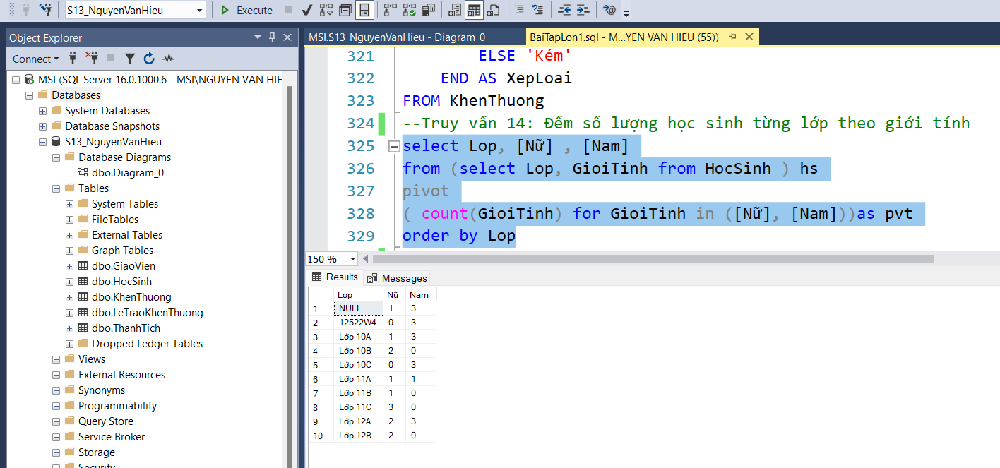 S13_NguyenVanHieu Execute
Object Explorer
Connect
MSI (SQL Server 16.0.1000.6 - MSI\NGUYEN VAN HIE
Databases
System Databases
Database Snapshots
S13_NguyenVanHieu
Database Diagrams
dbo.Diagram_0
Tables
System Tables
FileTables
External Tables
Graph Tables
dbo.GiaoVien
dbo.HocSinh
dbo.KhenThuong
dbo.LeTraoKhenThuong
dbo.ThanhTich
Dropped Ledger Tables
Views
External Resources
Synonyms
Programmability
Query Store
Service Broker
Storage
Security
MSI.S13_NguyenVanHieu - Diagram_0 BaiTapLon1.sql - M...YEN VAN HIEU (55))
321 ELSE 'Kém'
322 END AS XepLoai
323 FROM KhenThuong
324 --Truy vấn 14: Đếm số lượng học sinh từng lớp theo giới tính
325 select Lop, [Nữ] , [Nam]
326 from (select Lop, GioiTinh from HocSinh ) hs
327 pivot
328 ( count(GioiTinh) for GioiTinh in ([Nữ], [Nam]))as pvt
329 order by Lop
150 %
Results Messages
Lop Nữ Nam
1 NULL 1 3
2 12522W4 0 3
3 Lớp 10A 1 3
4 Lớp 10B 2 0
5 Lớp 10C 0 3
6 Lớp 11A 1 1
7 Lớp 11B 1 0
8 Lớp 11C 3 0
9 Lớp 12A 2 3
10 Lớp 12B 2 0